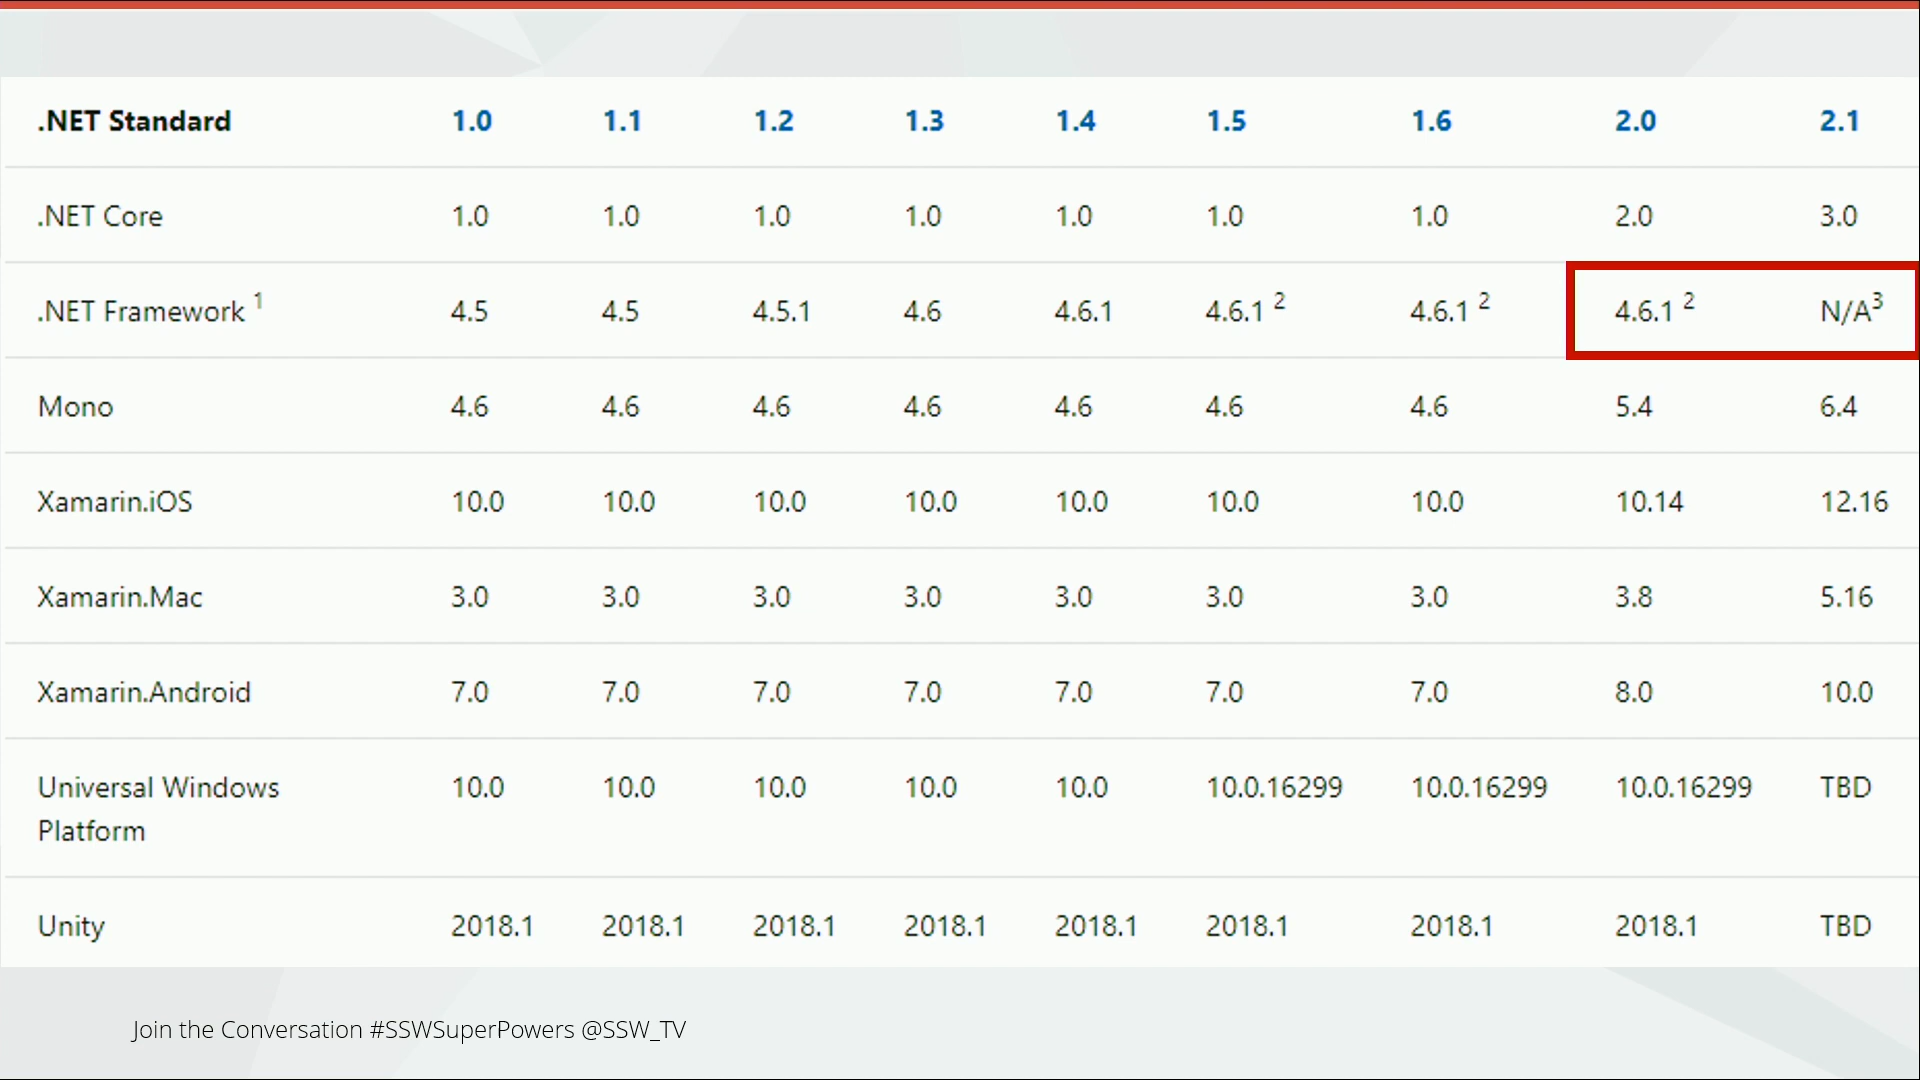 .NET Standard 1.0 1.1 1.2 1.3 1.4 1.5 1.6 2.0 2.1
.NET Core 1.0 1.0 1.0 1.0 1.0 1.0 1.0 2.0 3.0
.NET Framework ¹ 4.5 4.5 4.5.1 4.6 4.6.1 4.6.1 ² 4.6.1 ² 4.6.1 ² N/A³
Mono 4.6 4.6 4.6 4.6 4.6 4.6 4.6 5.4 6.4
Xamarin.iOS 10.0 10.0 10.0 10.0 10.0 10.0 10.0 10.14 12.16
Xamarin.Mac 3.0 3.0 3.0 3.0 3.0 3.0 3.0 3.8 5.16
Xamarin.Android 7.0 7.0 7.0 7.0 7.0 7.0 7.0 8.0 10.0
Universal Windows 10.0 10.0 10.0 10.0 10.0 10.0.16299 10.0.16299 10.0.16299 TBD
Platform
Unity 2018.1 2018.1 2018.1 2018.1 2018.1 2018.1 2018.1 2018.1 TBD
Join the Conversation #SSWSuperPowers @SSW_TV